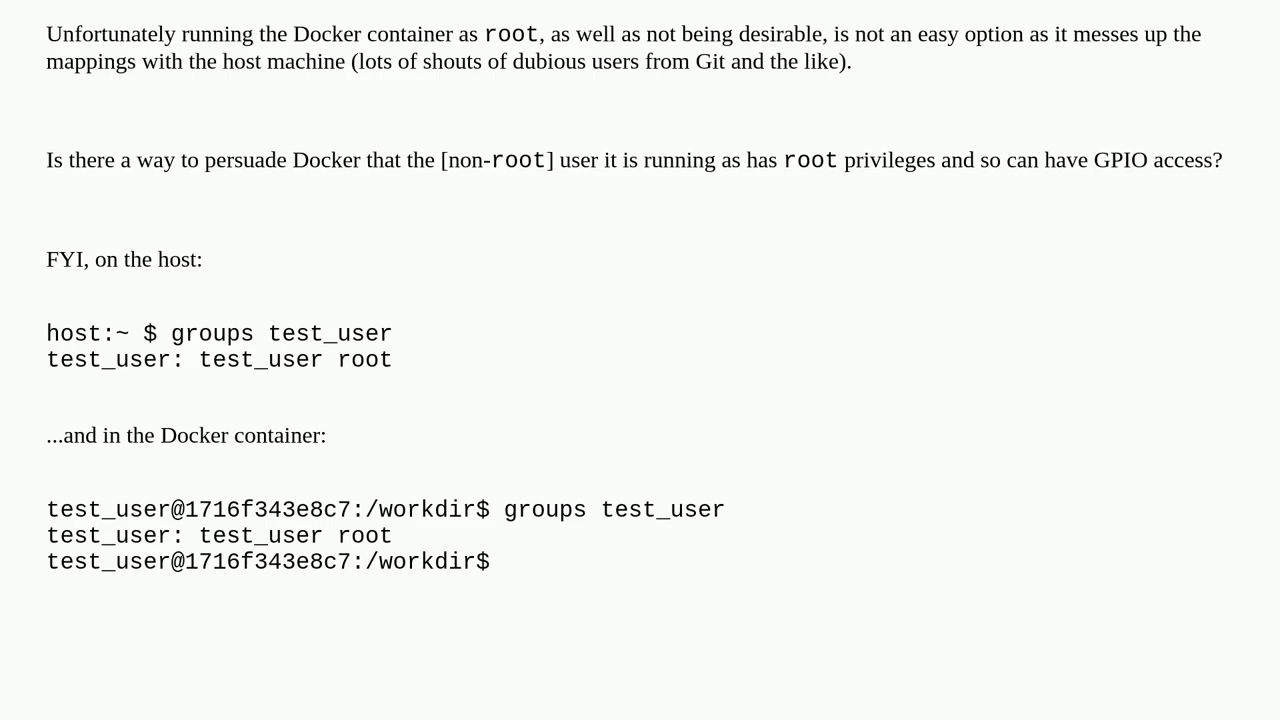 Unfortunately running the Docker container as root, as well as not being desirable, is not an easy option as it messes up the
mappings with the host machine (lots of shouts of dubious users from Git and the like).
Is there a way to persuade Docker that the [non-root] user it is running as has root privileges and so can have GPIO access?
FYI, on the host:
host:~ $ groups test_user
test_user: test_user root
...and in the Docker container:
test_user@1716f343e8c7:/workdir$ groups test_user
test_user: test_user root
test_user@1716f343e8c7:/workdir$